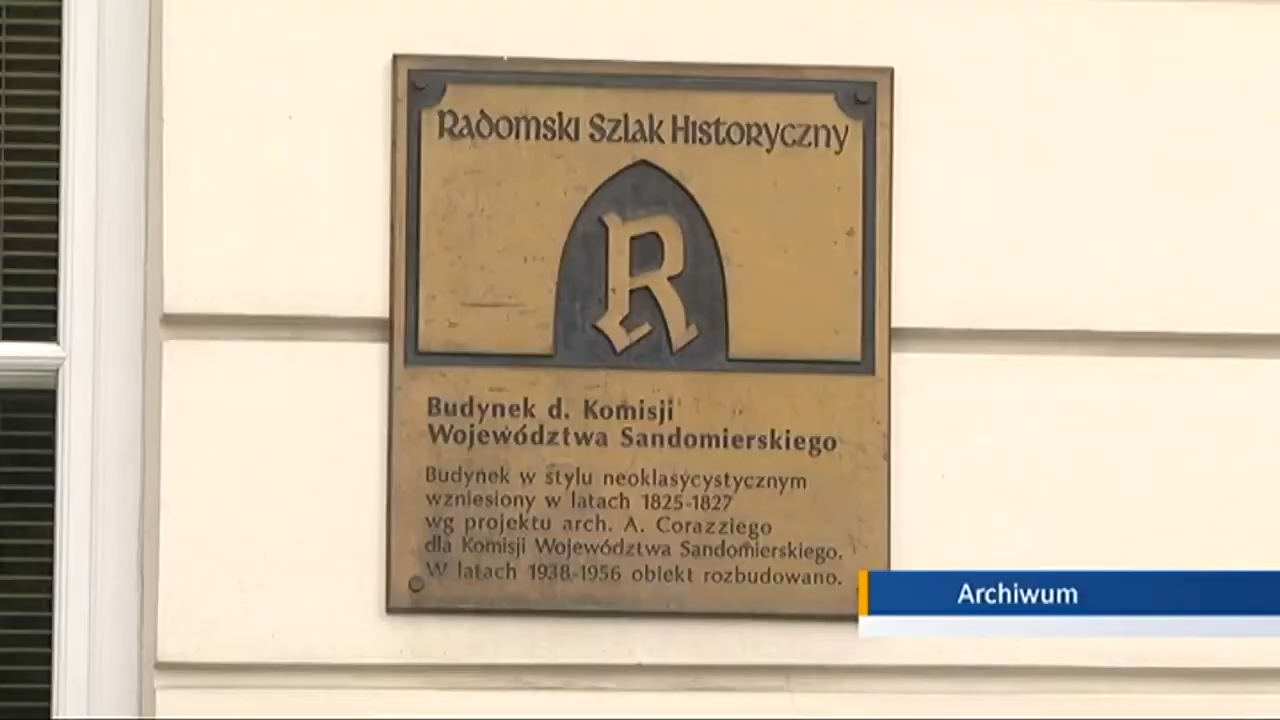 Radomski Szlak Historyczny
R
Budynek d. Komisji
Województwa Sandomierskiego
Budynek w stylu neoklasycystycznym
wzniesiony w latach 1825-1827
wg projektu arch. A. Corazziego
dla Komisji Województwa Sandomierskiego.
W latach 1938-1956 obiekt rozbudowano.
Archiwum